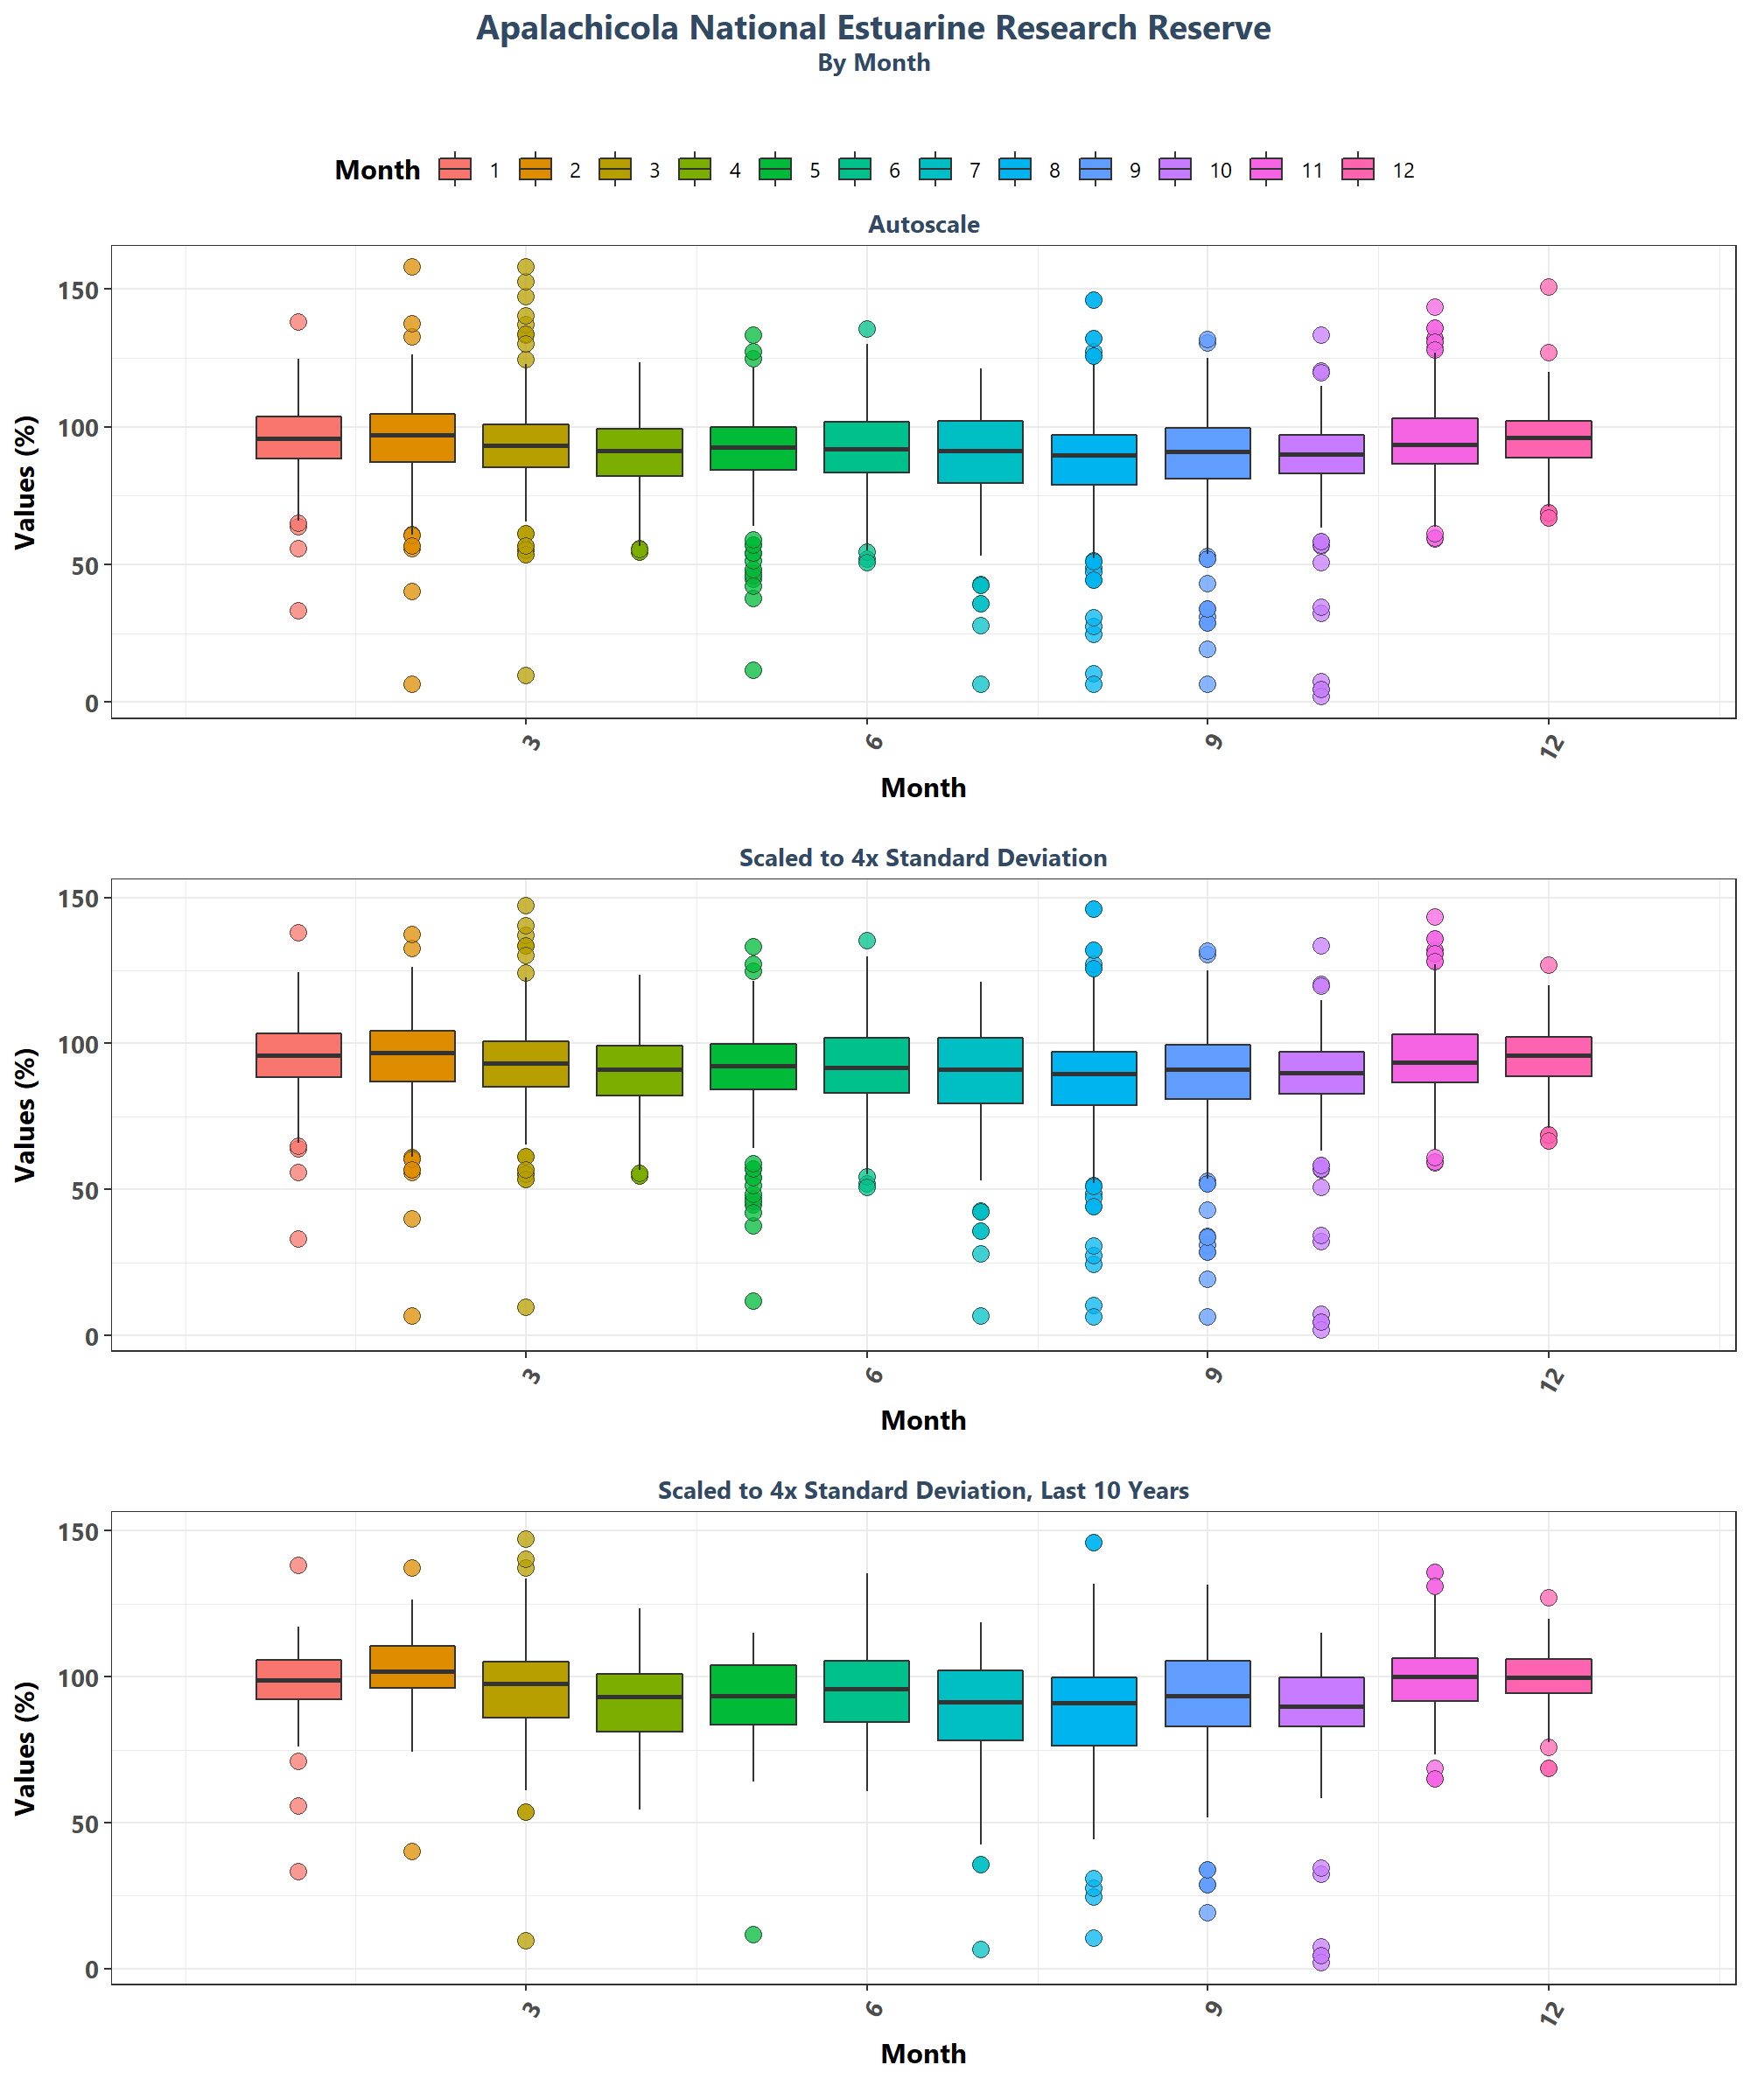 Apalachicola National Estuarine Research Reserve
By Month
Month 1 2 3 4 5 6 7 8 9 10 11 12
Autoscale
Values (%)
150
100
50
0
3 6 9 12
Month
Scaled to 4x Standard Deviation
Values (%)
150
100
50
0
3 6 9 12
Month
Scaled to 4x Standard Deviation, Last 10 Years
Values (%)
150
100
50
0
3 6 9 12
Month